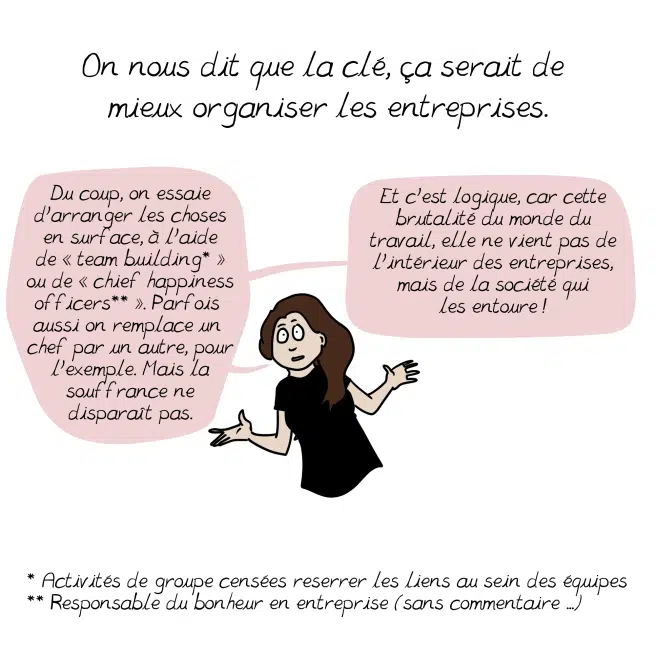 On nous dit que la clé, ça serait de
mieux organiser les entreprises.
Du coup, on essaie
d'arranger les choses
en surface, à l'aide
de « team building* »
ou de « chief happiness
officers** ». Parfois
aussi on remplace un
chef par un autre, pour
l'exemple. Mais la
souffrance ne
disparaît pas.
Et c'est logique, car cette
brutalité du monde du
travail, elle ne vient pas de
l'intérieur des entreprises,
mais de la société qui
les entoure !
* Activités de groupe censées reserrer les liens au sein des équipes
** Responsable du bonheur en entreprise (sans commentaire ...)